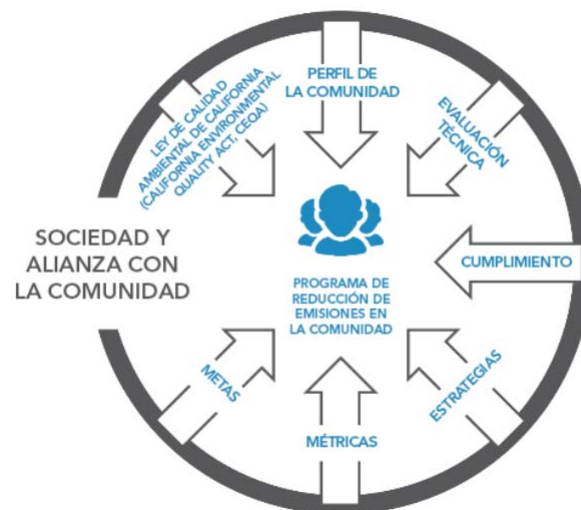 PERFIL DE
LA COMUNIDAD
LEY DE CALIDAD
AMBIENTAL DE CALIFORNIA
(CALIFORNIA ENVIRONMENTAL
QUALITY ACT, CEQA)
EVALUACIÓN
TÉCNICA
SOCIEDAD Y
ALIANZA CON
LA COMUNIDAD
CUMPLIMIENTO
PROGRAMA DE
REDUCCIÓN DE
EMISIONES EN
LA COMUNIDAD
METAS
ESTRATEGIAS
MÉTRICAS